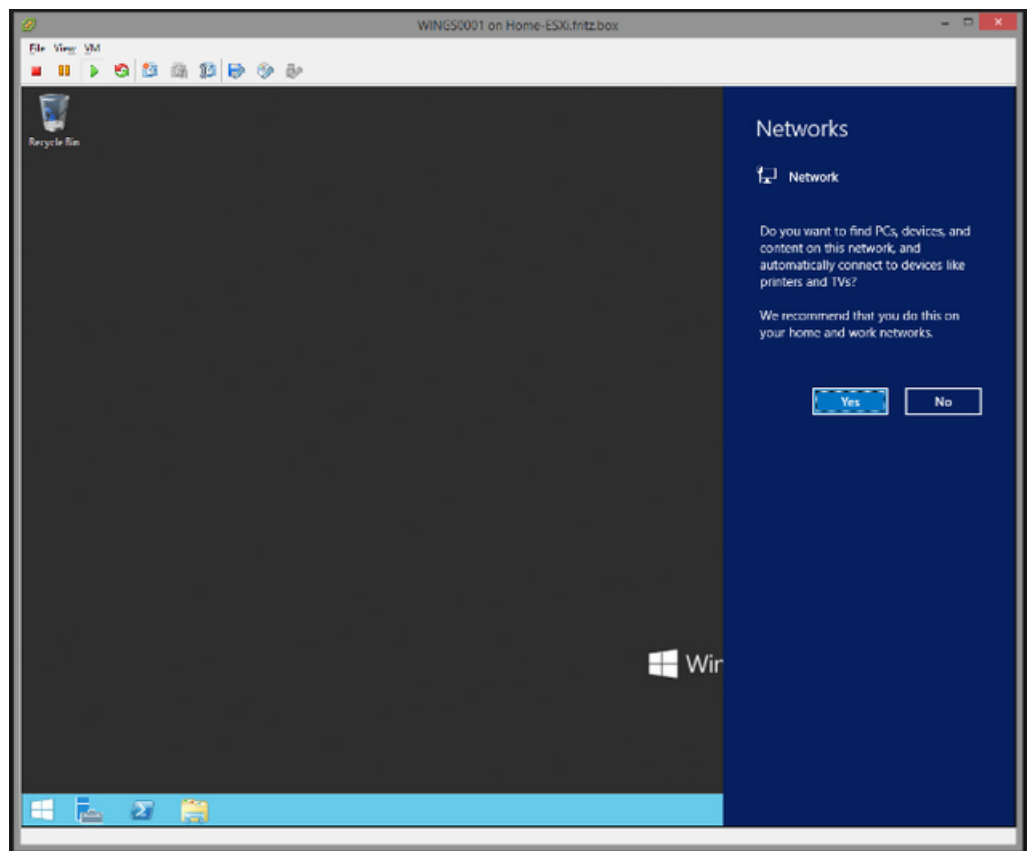 WINGS0001 on Home-ESXi.fritz.box
File View VM
Recycle Bin
Networks
Network
Do you want to find PCs, devices, and
content on this network, and
automatically connect to devices like
printers and TVs?
We recommend that you do this on
your home and work networks.
Yes No
Win